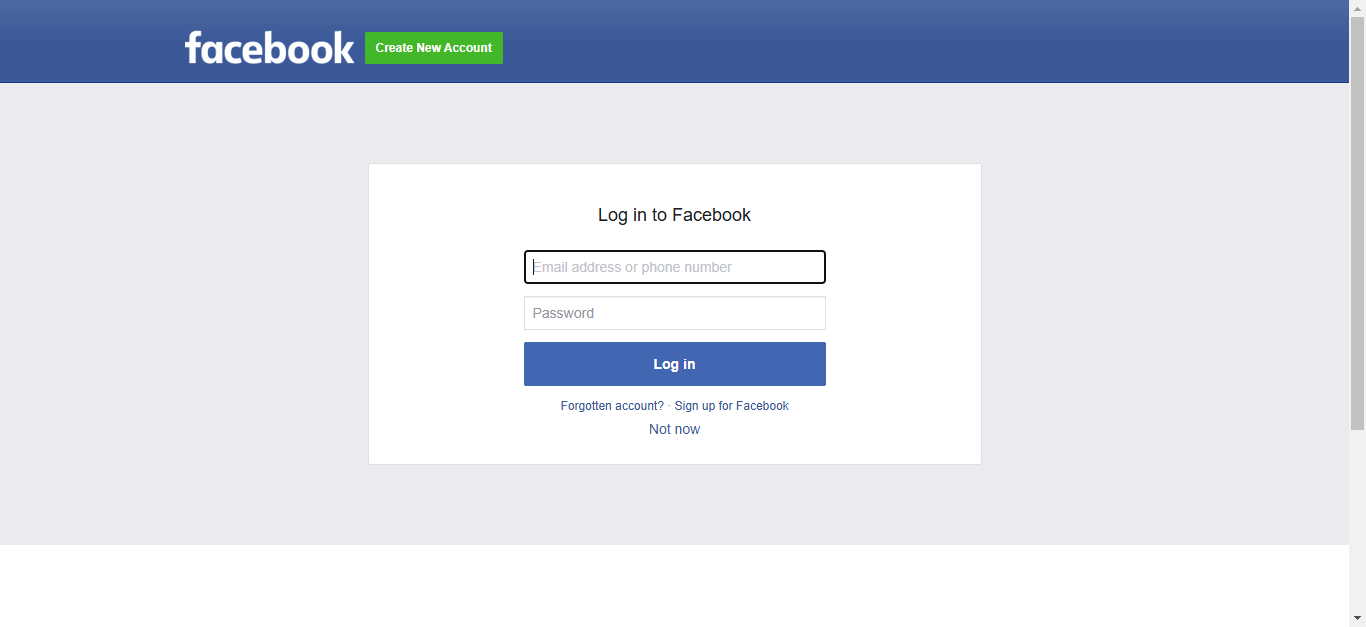 facebook
Create New Account
Log in to Facebook
Email address or phone number
Password
Log in
Forgotten account? · Sign up for Facebook
Not now